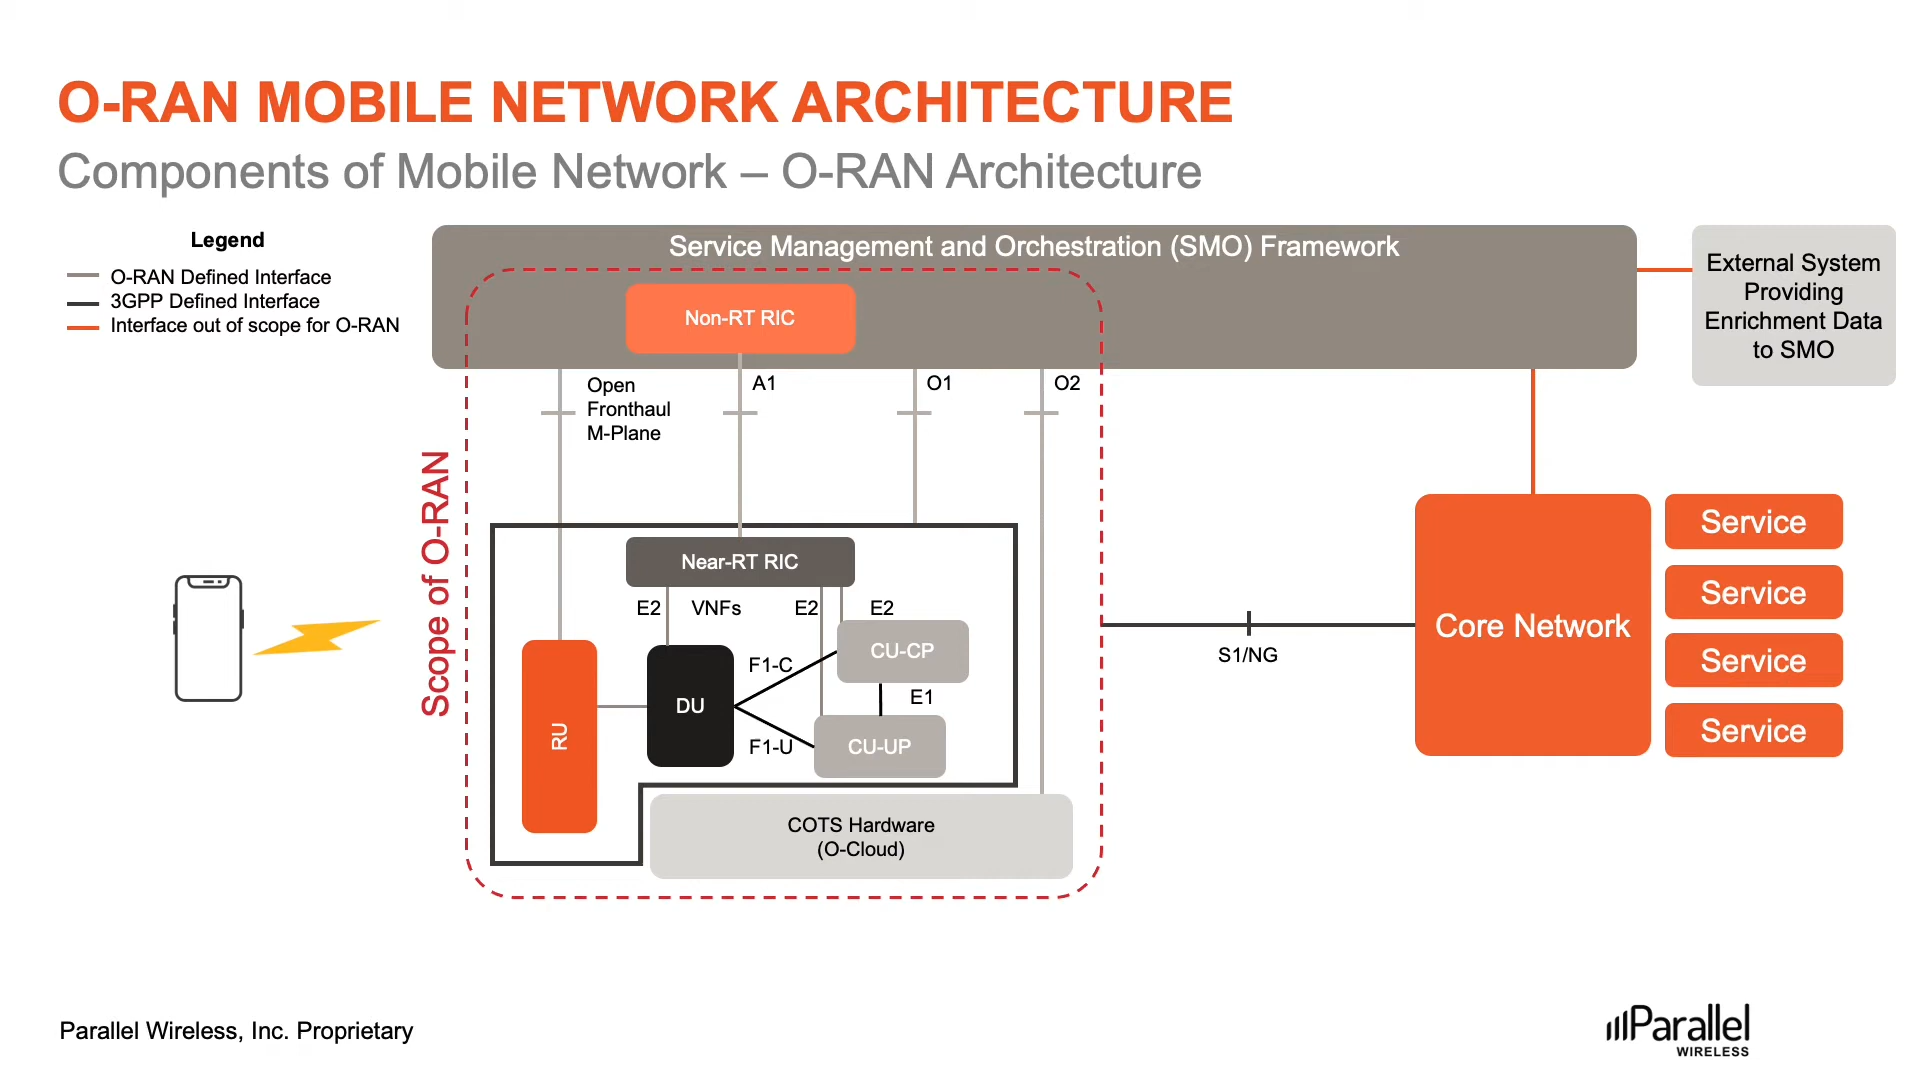 O-RAN MOBILE NETWORK ARCHITECTURE
Components of Mobile Network – O-RAN Architecture
Legend
O-RAN Defined Interface
3GPP Defined Interface
Interface out of scope for O-RAN
Service Management and Orchestration (SMO) Framework
Non-RT RIC
External System
Providing
Enrichment Data
to SMO
Open
Fronthaul
M-Plane
A1
O1
O2
Scope of O-RAN
Near-RT RIC
E2
VNFs
E2
E2
RU
DU
F1-C
F1-U
CU-CP
E1
CU-UP
COTS Hardware
(O-Cloud)
S1/NG
Core Network
Service
Service
Service
Service
Parallel Wireless, Inc. Proprietary
Parallel
WIRELESS